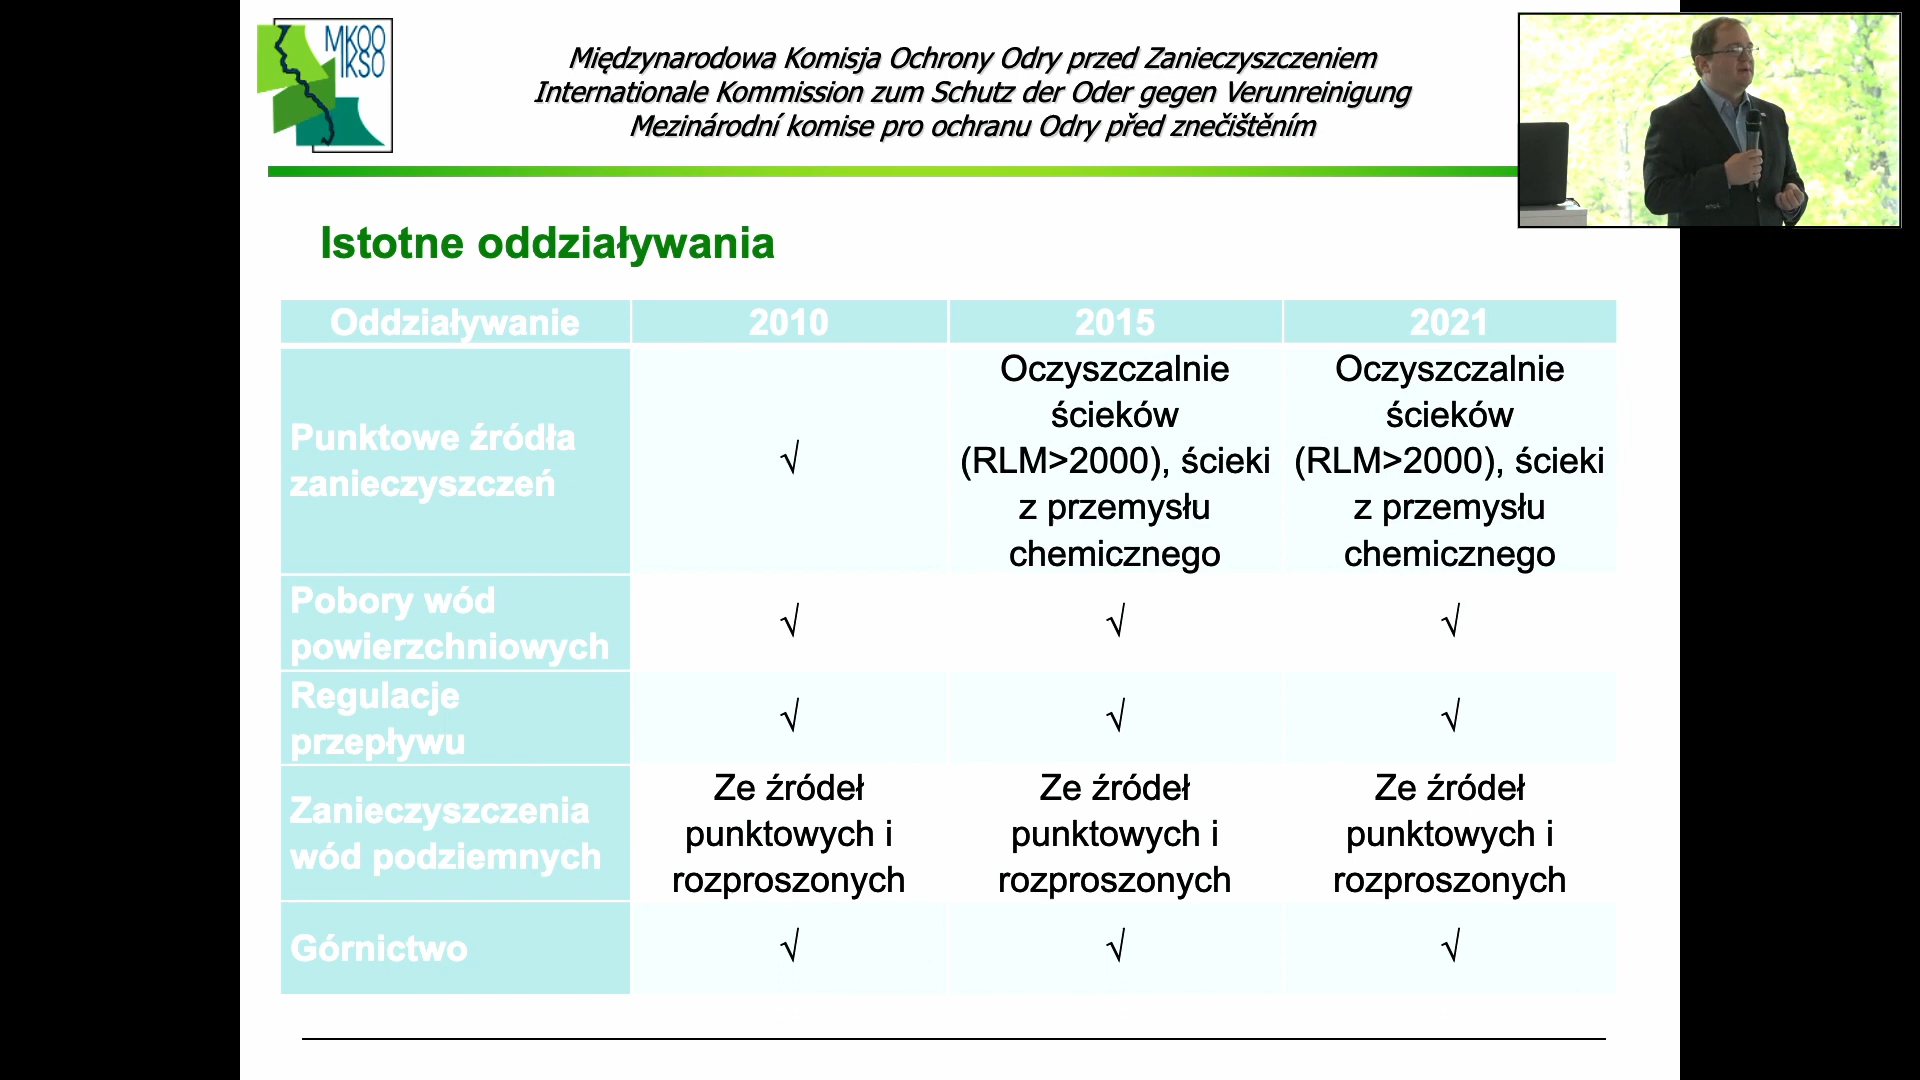 MKOO
IKSO
Międzynarodowa Komisja Ochrony Odry przed Zanieczyszczeniem
Internationale Kommission zum Schutz der Oder gegen Verunreinigung
Mezinárodní komise pro ochranu Odry před znečištěním
Istotne oddziaływania
Oddziaływanie 2010 2015 2021
Punktowe źródła
zanieczyszczeń
√
Oczyszczalnie
ścieków
(RLM>2000), ścieki
z przemysłu
chemicznego
Oczyszczalnie
ścieków
(RLM>2000), ścieki
z przemysłu
chemicznego
Pobory wód
powierzchniowych
√ √ √
Regulacje
przepływu
√ √ √
Zanieczyszczenia
wód podziemnych
Ze źródeł
punktowych i
rozproszonych
Ze źródeł
punktowych i
rozproszonych
Ze źródeł
punktowych i
rozproszonych
Górnictwo √ √ √